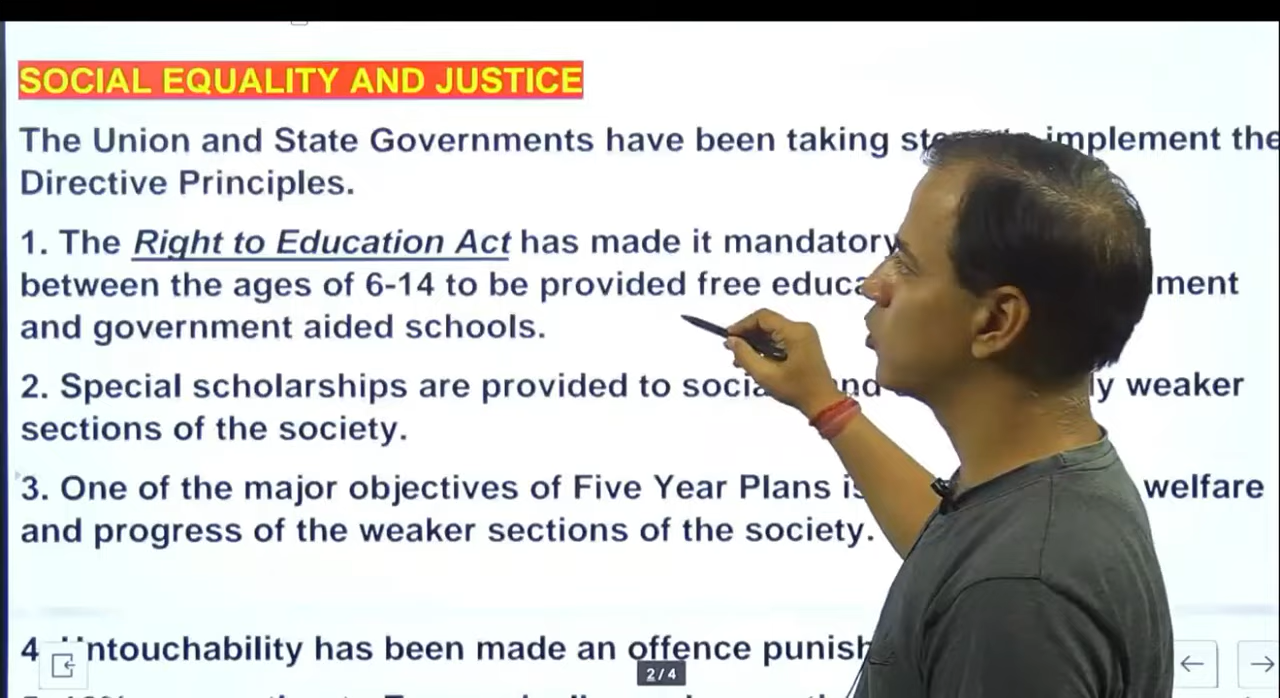 SOCIAL EQUALITY AND JUSTICE
The Union and State Governments have been taking implement the
Directive Principles.
1. The Right to Education Act has made it mandatory
between the ages of 6-14 to be provided free
and government aided schools.
2. Special scholarships are provided to weaker
sections of the society.
3. One of the major objectives of Five Year Plans welfare
and progress of the weaker sections of the society.
4 Untouchability has been made an offence
2/4